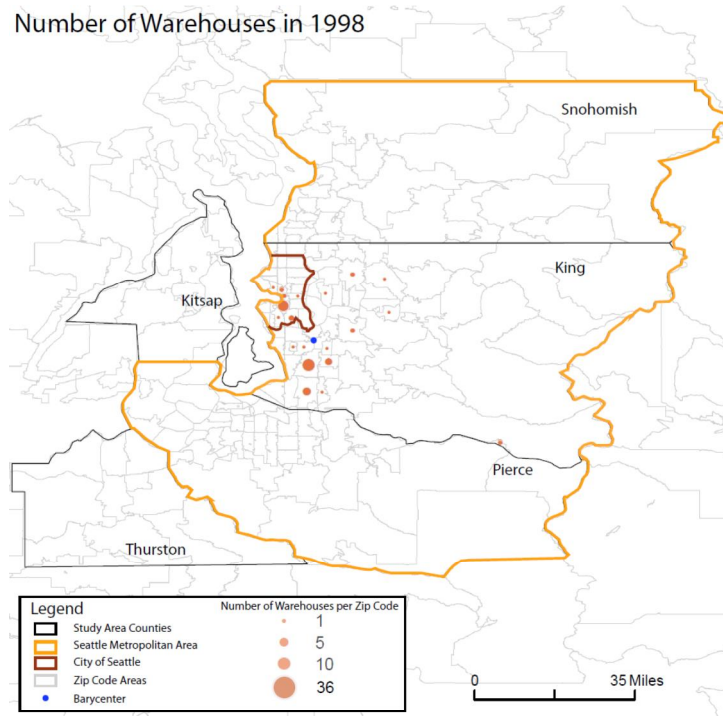 Number of Warehouses in 1998
Snohomish
King
Kitsap
Pierce
Thurston
Legend
Study Area Counties
Seattle Metropolitan Area
City of Seattle
Zip Code Areas
Barycenter
Number of Warehouses per Zip Code
1
5
10
36
0 35 Miles